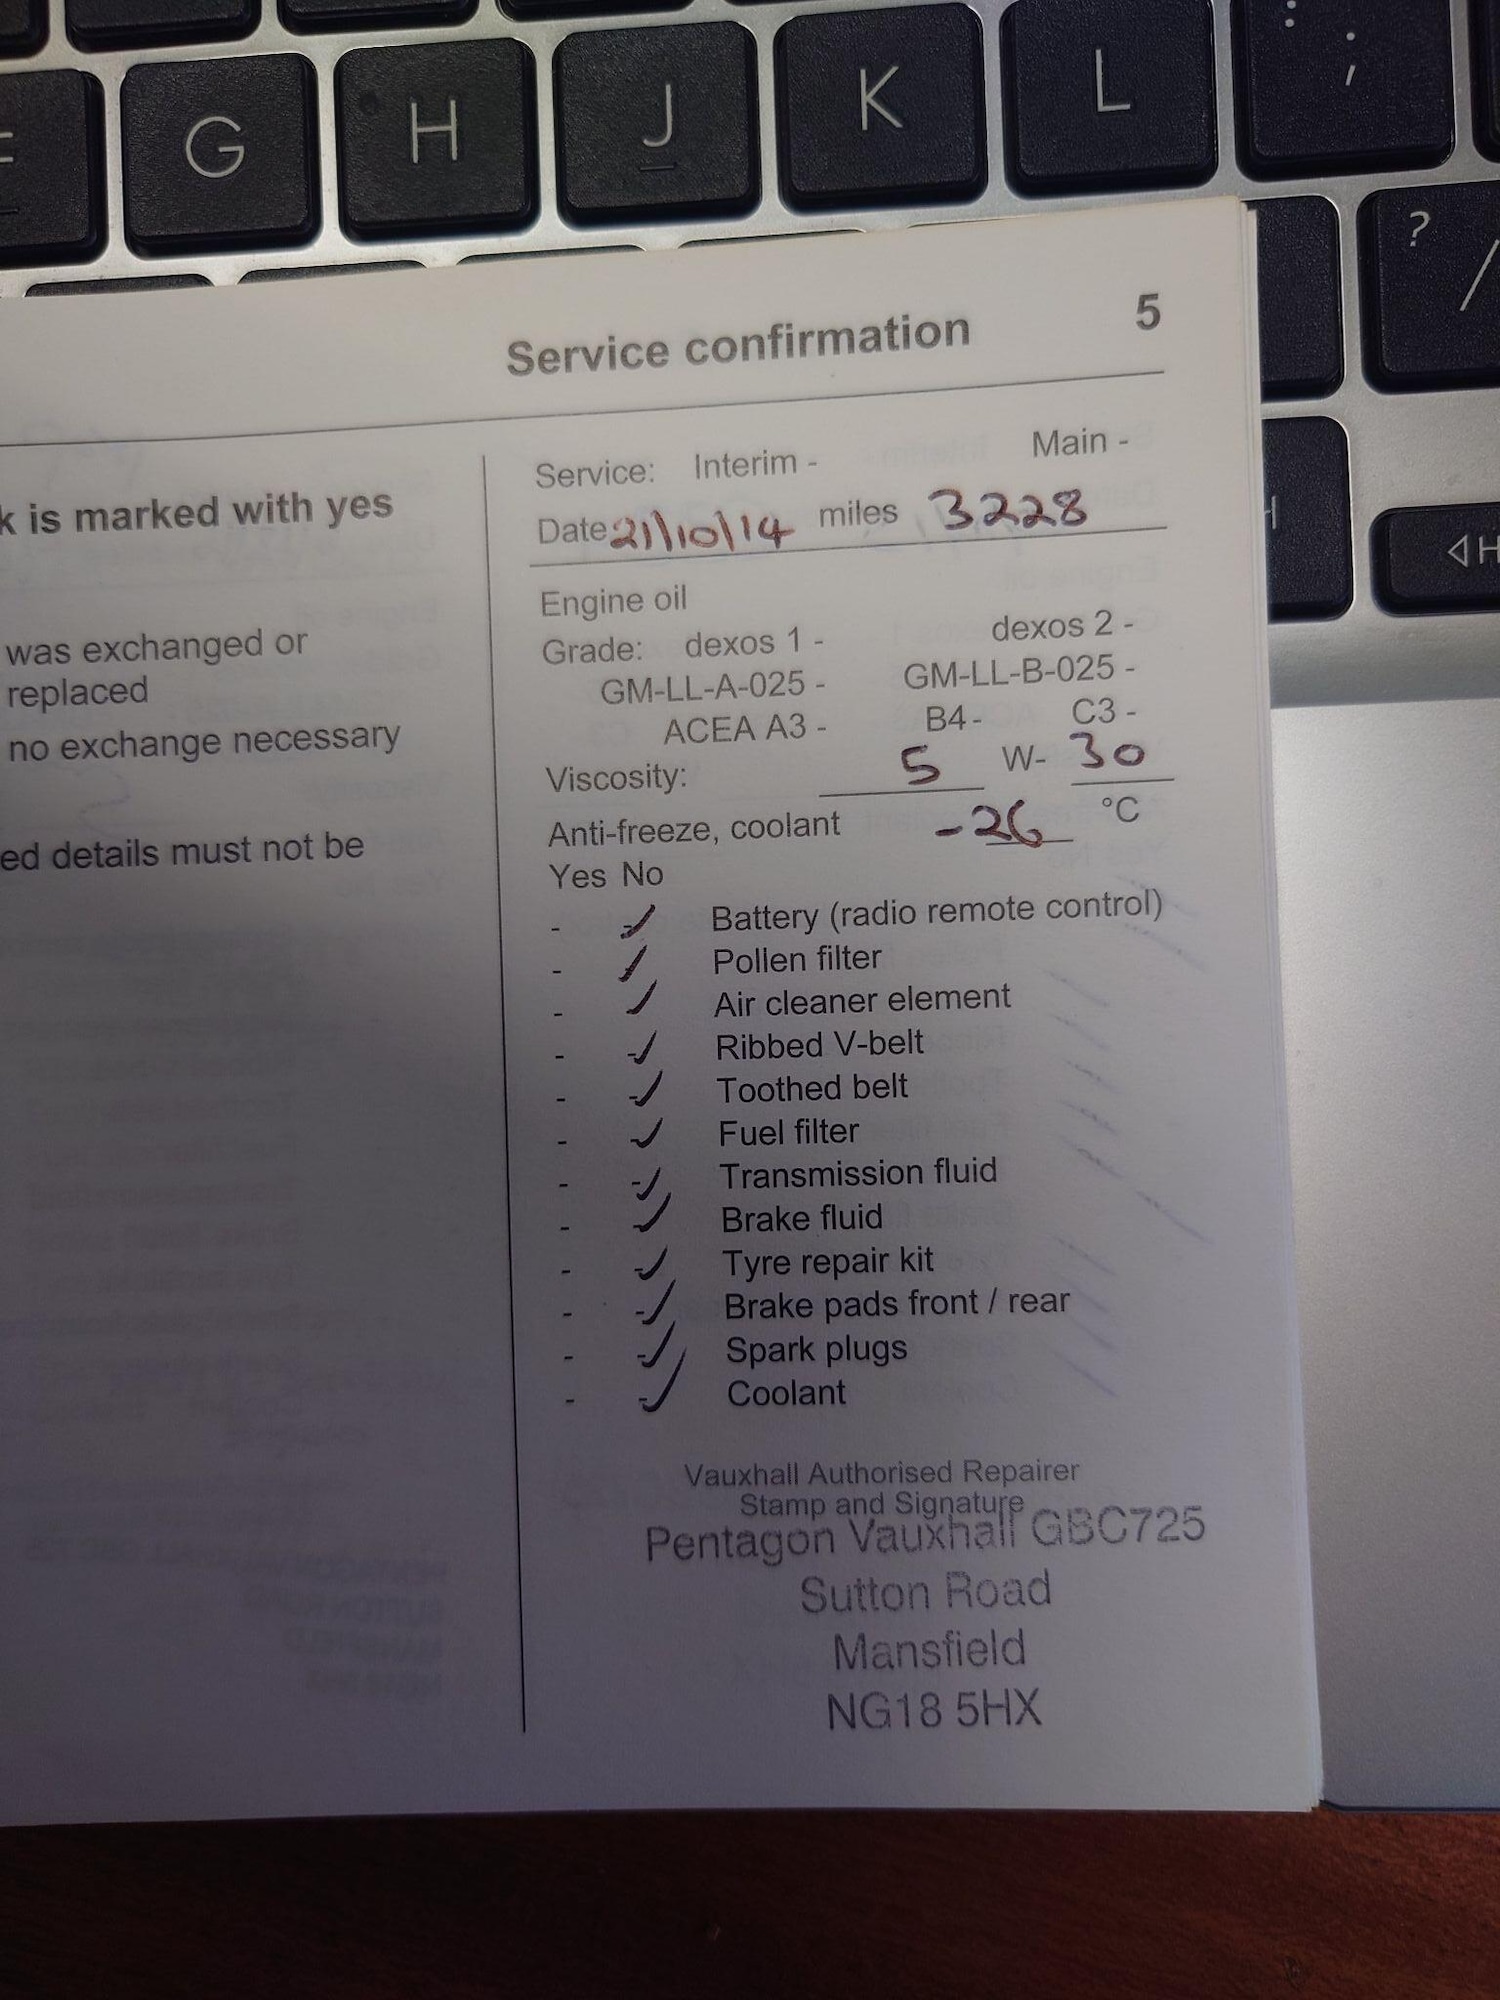 G H J K L : ;
? /
Service confirmation 5
k is marked with yes
was exchanged or
replaced
no exchange necessary
ed details must not be
Service: Interim - Main -
Date 21/10/14 miles 3228
Engine oil
Grade: dexos 1 - dexos 2 -
GM-LL-A-025 - GM-LL-B-025 -
ACEA A3 - B4 - C3 -
Viscosity: 5 W- 30
Anti-freeze, coolant -26 °C
Yes No
- ✓ Battery (radio remote control)
- ✓ Pollen filter
- ✓ Air cleaner element
- ✓ Ribbed V-belt
- ✓ Toothed belt
- ✓ Fuel filter
- ✓ Transmission fluid
- ✓ Brake fluid
- ✓ Tyre repair kit
- ✓ Brake pads front / rear
- ✓ Spark plugs
- ✓ Coolant
Vauxhall Authorised Repairer
Stamp and Signature
Pentagon Vauxhall GBC725
Sutton Road
Mansfield
NG18 5HX